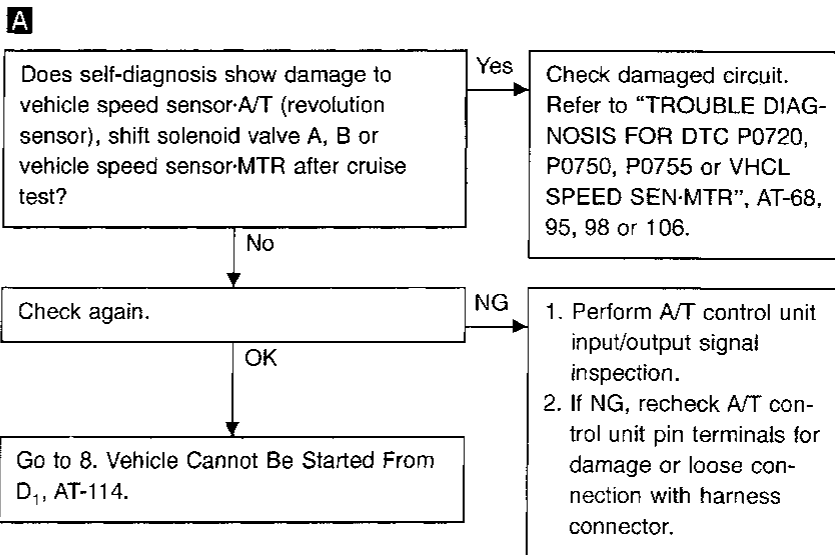 A
Does self-diagnosis show damage to
vehicle speed sensor·A/T (revolution
sensor), shift solenoid valve A, B or
vehicle speed sensor·MTR after cruise
test?
Yes
Check damaged circuit.
Refer to “TROUBLE DIAG-
NOSIS FOR DTC P0720,
P0750, P0755 or VHCL
SPEED SEN·MTR”, AT-68,
95, 98 or 106.
No
Check again.
NG
1. Perform A/T control unit
input/output signal
inspection.
2. If NG, recheck A/T con-
trol unit pin terminals for
damage or loose con-
nection with harness
connector.
OK
Go to 8. Vehicle Cannot Be Started From
D₁, AT-114.